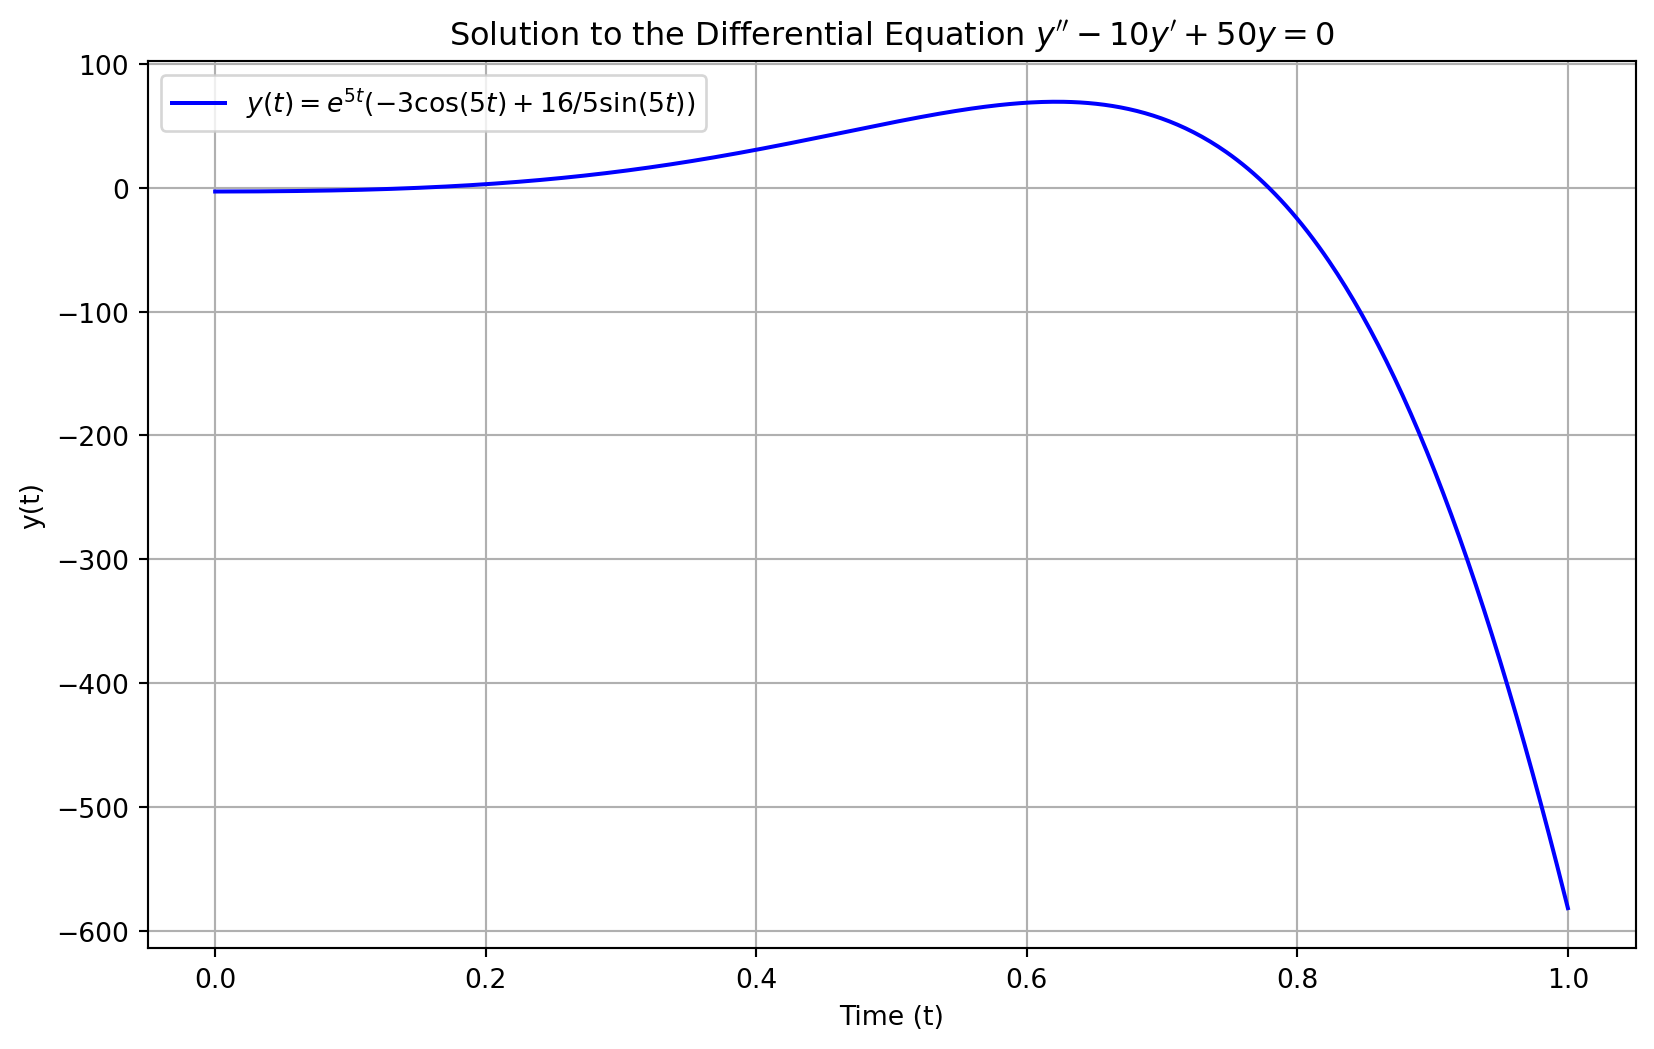 Solution to the Differential Equation y′′ − 10y′ + 50y = 0
100
y(t) = e^{5t}(−3cos(5t) + 16/5sin(5t))
0
−100
−200
−300
−400
−500
−600
y(t)
0.0 0.2 0.4 0.6 0.8 1.0
Time (t)